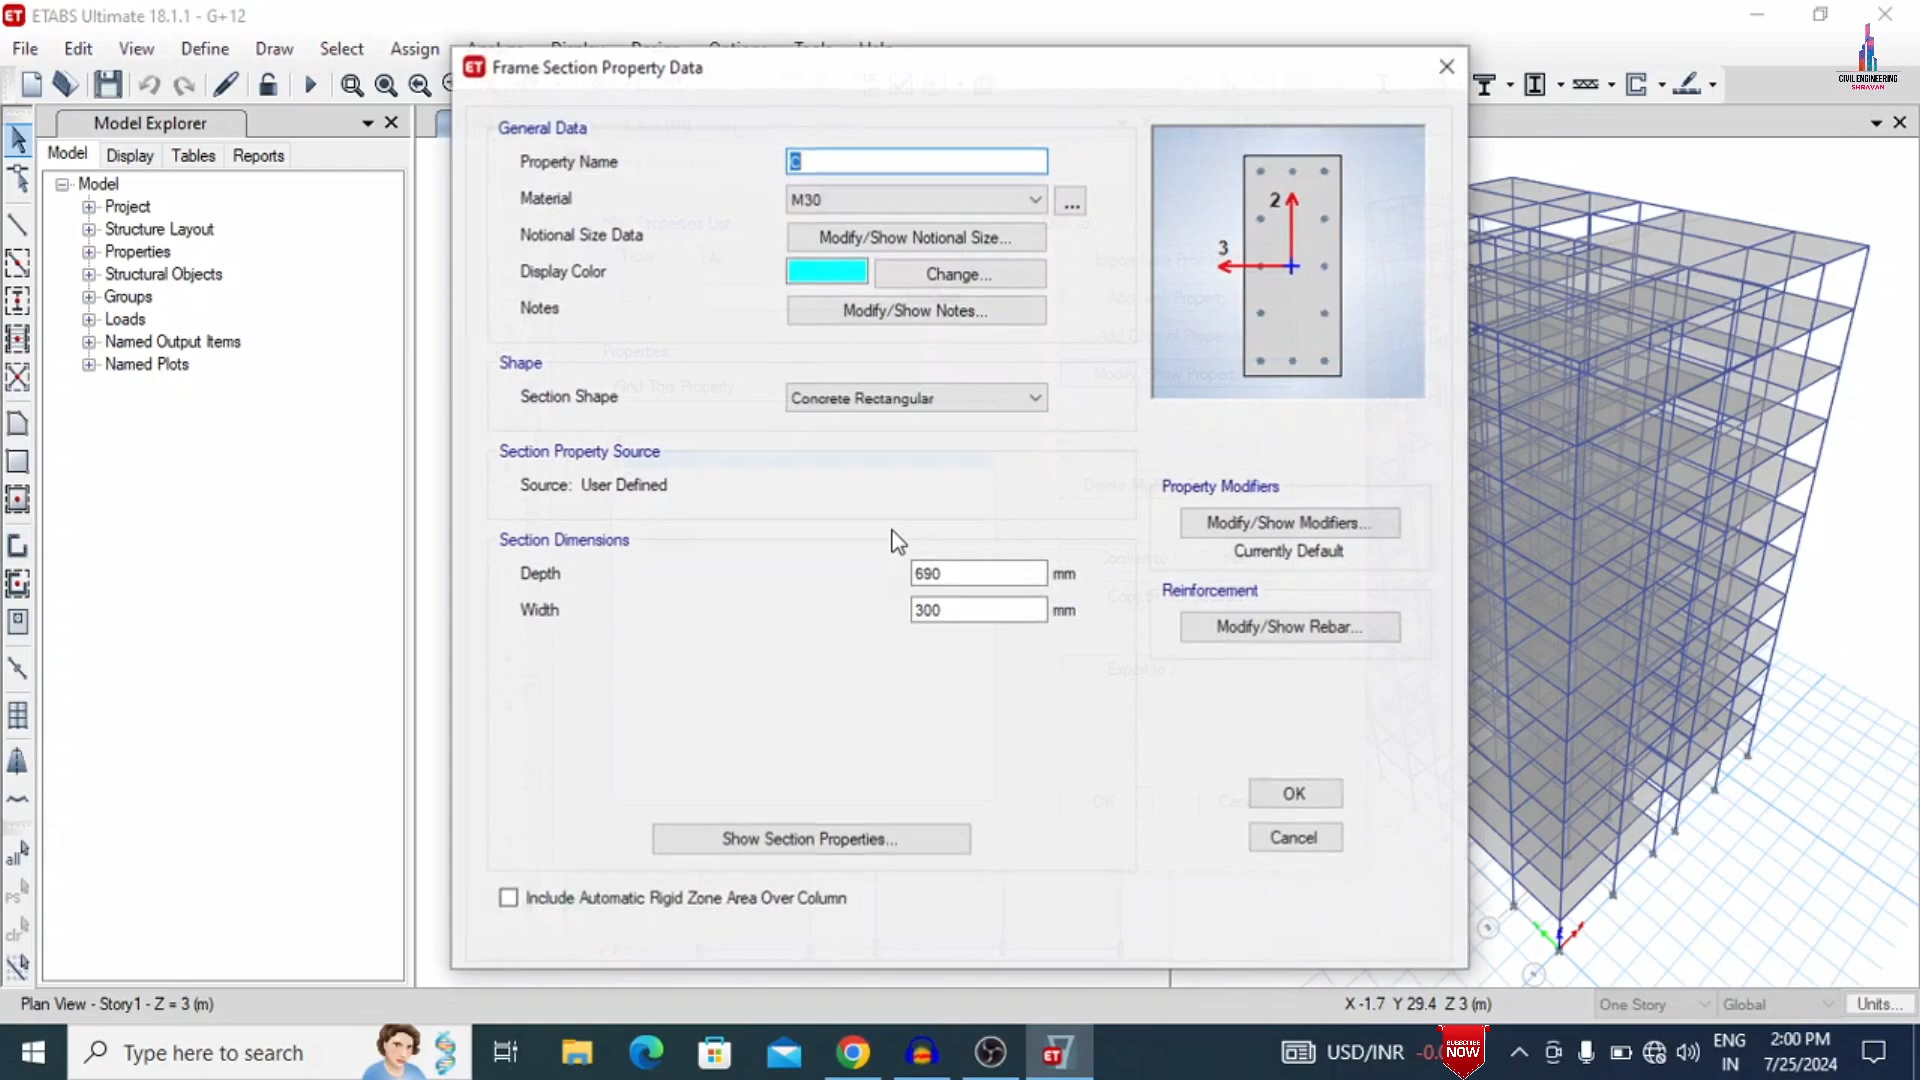 ETABS Ultimate 18.1.1 - G+12
File Edit View Define Draw Select Assign
CIVIL ENGINEERING
SHRAVAN
Frame Section Property Data
Model Explorer
Model Display Tables Reports
Model
Project
Structure Layout
Properties
Structural Objects
Groups
Loads
Named Output Items
Named Plots
General Data
Property Name C
Material M30 ...
Notional Size Data Modify/Show Notional Size...
Display Color Change...
Notes Modify/Show Notes...
2
3
Shape
Section Shape Concrete Rectangular
Section Property Source
Source: User Defined
Section Dimensions
Depth 690 mm
Width 300 mm
Property Modifiers
Modify/Show Modifiers...
Currently Default
Reinforcement
Modify/Show Rebar...
OK
Cancel
Show Section Properties...
Include Automatic Rigid Zone Area Over Column
all
PS
clr
Plan View - Story1 - Z = 3 (m)
X -1.7 Y 29.4 Z 3 (m)
One Story
Global
Units...
Type here to search
USD/INR
SUBSCRIBE
NOW
ENG
IN
2:00 PM
7/25/2024